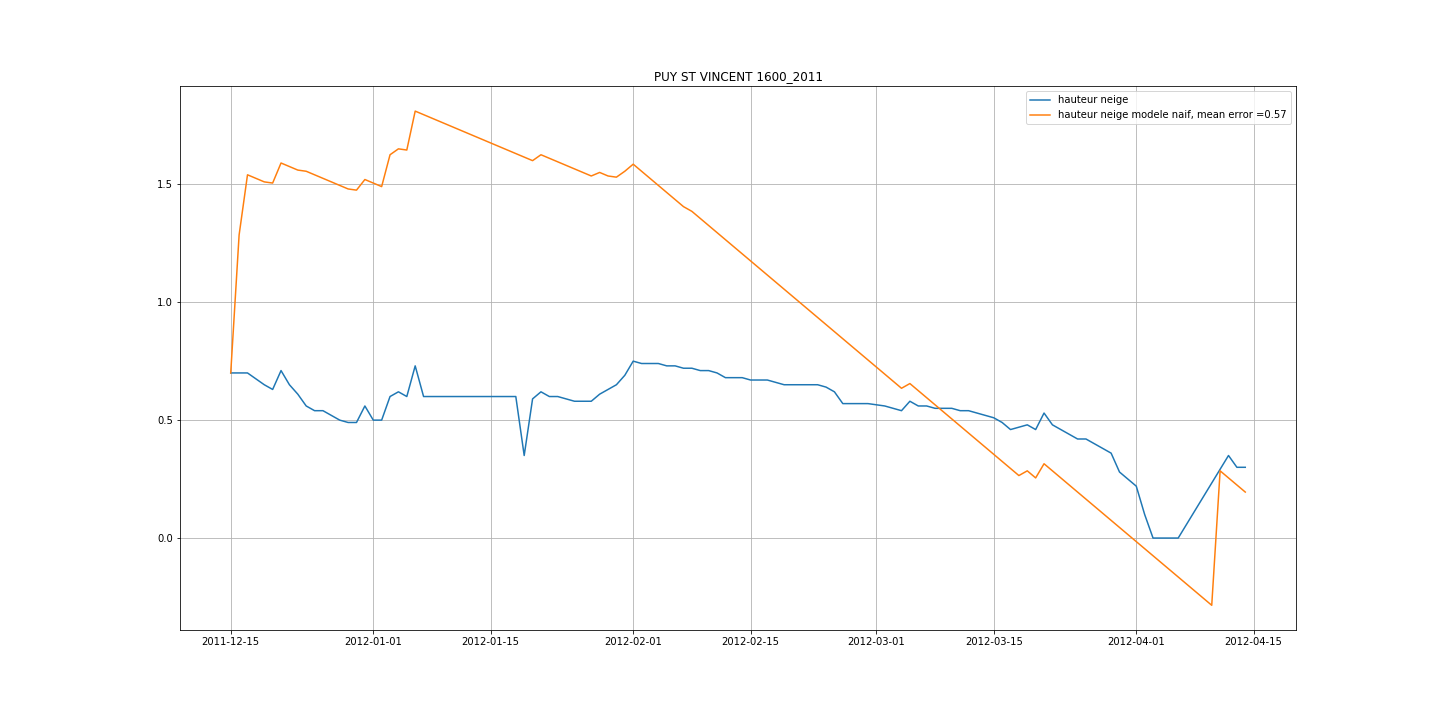 PUY ST VINCENT 1600_2011
hauteur neige
hauteur neige modele naif, mean error =0.57
1.5
1.0
0.5
0.0
2011-12-15 2012-01-01 2012-01-15 2012-02-01 2012-02-15 2012-03-01 2012-03-15 2012-04-01 2012-04-15